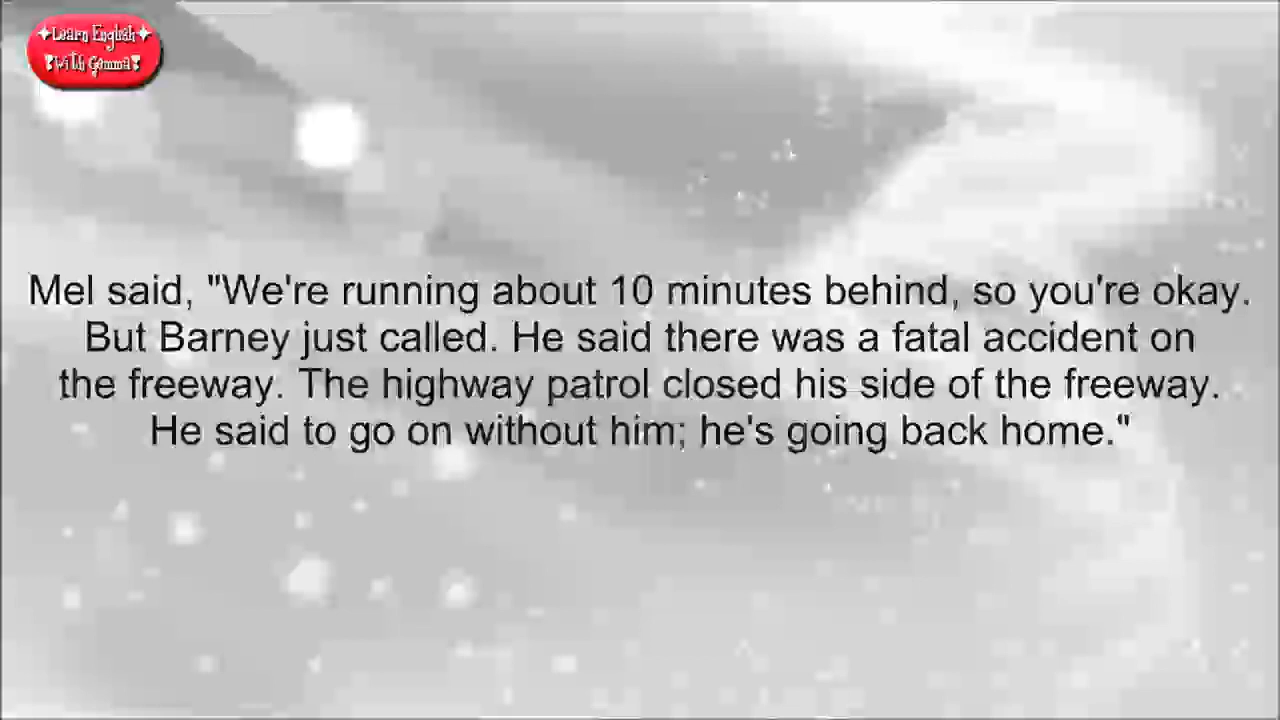 ✦Learn English✦
❣With Gemma❣
Mel said, "We're running about 10 minutes behind, so you're okay.
But Barney just called. He said there was a fatal accident on
the freeway. The highway patrol closed his side of the freeway.
He said to go on without him; he's going back home."